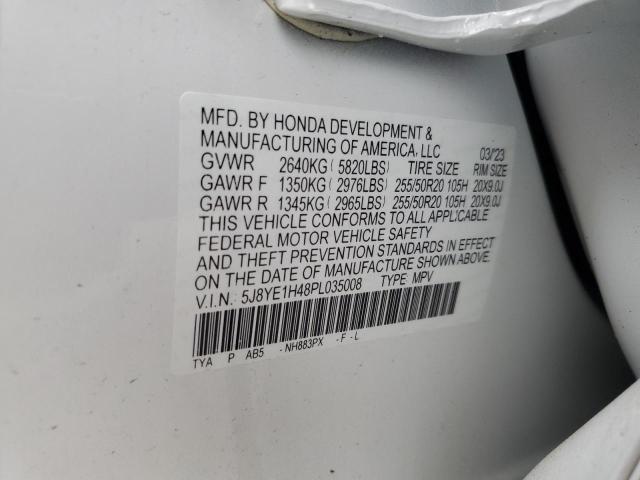 MFD. BY HONDA DEVELOPMENT &
MANUFACTURING OF AMERICA, LLC 03/'23
GVWR 2640KG ( 5820LBS) TIRE SIZE RIM SIZE
GAWR F 1350KG ( 2976LBS) 255/50R20 105H 20X9.0J
GAWR R 1345KG ( 2965LBS) 255/50R20 105H 20X9.0J
THIS VEHICLE CONFORMS TO ALL APPLICABLE
FEDERAL MOTOR VEHICLE SAFETY
AND THEFT PREVENTION STANDARDS IN EFFECT
ON THE DATE OF MANUFACTURE SHOWN ABOVE.
V.I.N.: 5J8YE1H48PL035008 TYPE MPV
TYA P AB5 -NH883PX -F-L